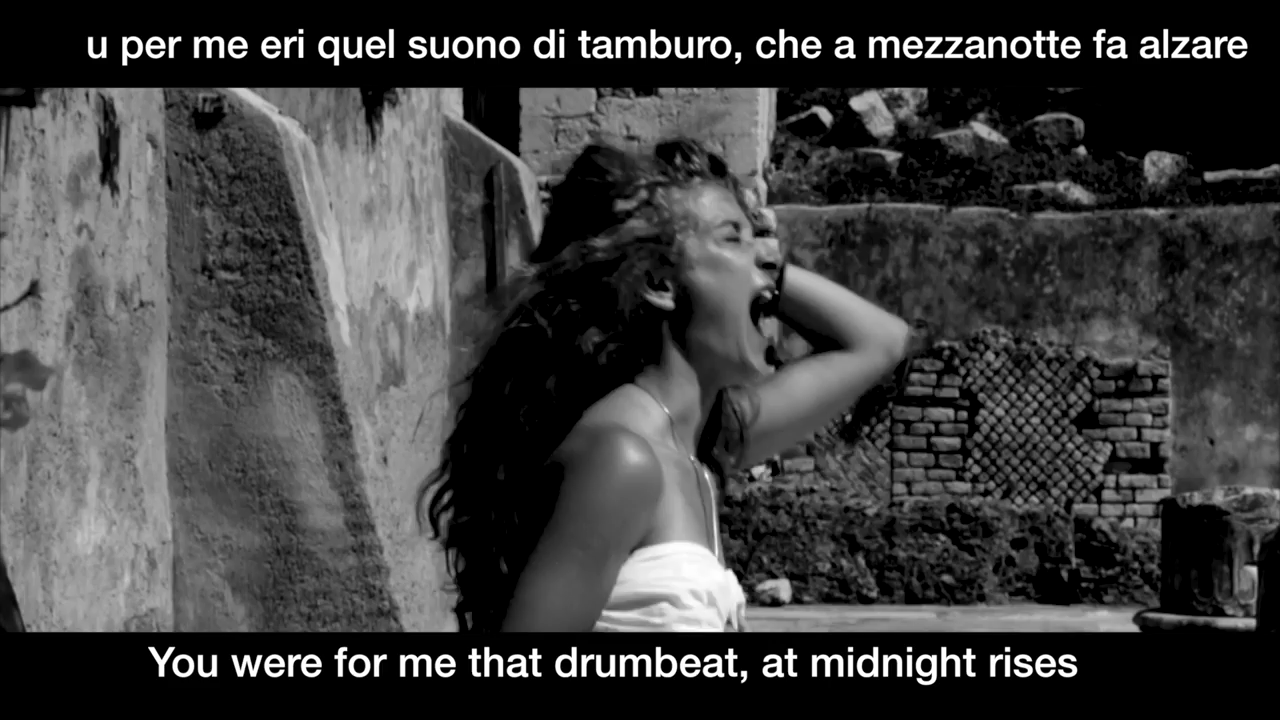 u per me eri quel suono di tamburo, che a mezzanotte fa alzare
You were for me that drumbeat, at midnight rises